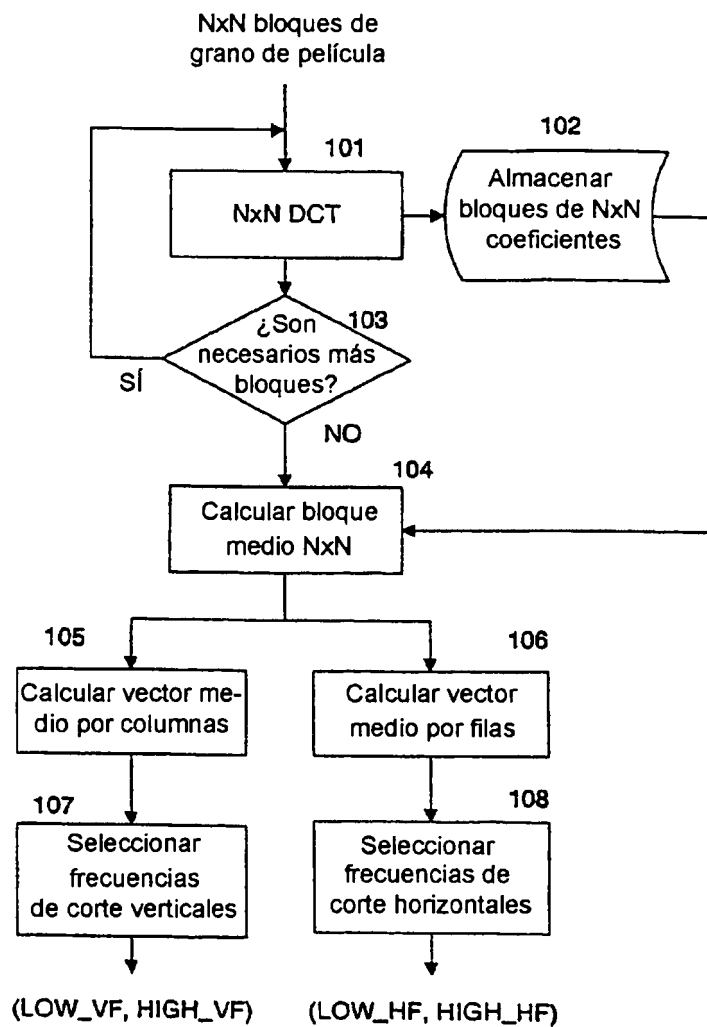 NxN bloques de
grano de película
101
NxN DCT
102
Almacenar
bloques de NxN
coeficientes
103
¿Son
necesarios más
bloques?
SÍ
NO
104
Calcular bloque
medio NxN
105
Calcular vector me-
dio por columnas
106
Calcular vector
medio por filas
107
Seleccionar
frecuencias
de corte verticales
108
Seleccionar
frecuencias de
corte horizontales
(LOW_VF, HIGH_VF)
(LOW_HF, HIGH_HF)